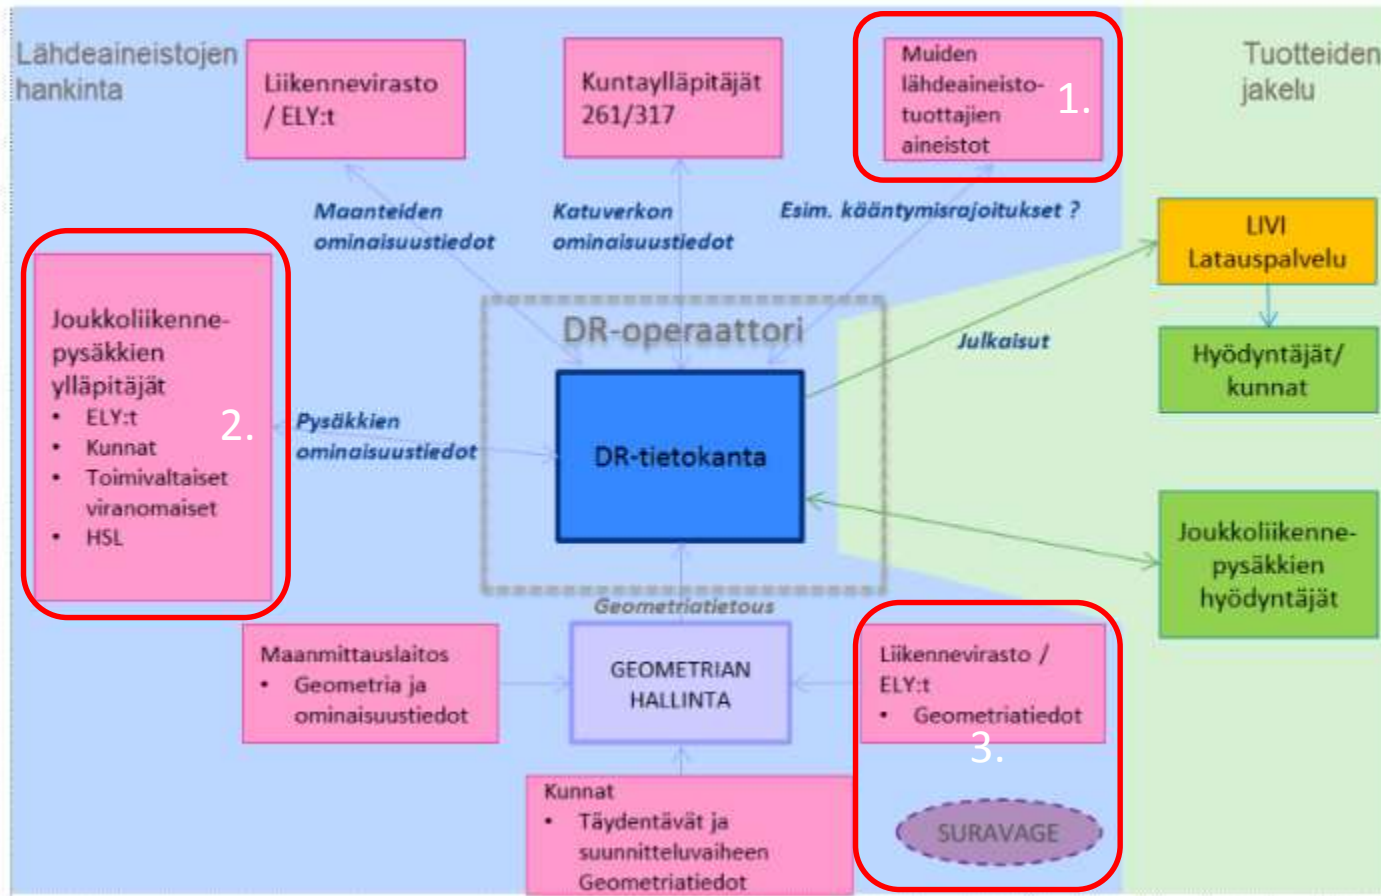 Lähdeaineistojen
hankinta
Liikennevirasto
/ ELY:t
Kuntaylläpitäjät
261/317
Muiden
lähdeaineisto-
tuottajien
aineistot
1.
Tuotteiden
jakelu
Maanteiden
ominaisuustiedot
Katuverkon
ominaisuustiedot
Esim. kääntymisrajoitukset ?
LIVI
Latauspalvelu
Joukkoliikenne-
pysäkkien
ylläpitäjät
• ELY:t
• Kunnat
• Toimivaltaiset
viranomaiset
• HSL
2.
Pysäkkien
ominaisuustiedot
DR-operaattori
DR-tietokanta
Julkaisut
Hyödyntäjät/
kunnat
Joukkoliikenne-
pysäkkien
hyödyntäjät
Geometriatietous
Maanmittauslaitos
• Geometria ja
ominaisuustiedot
GEOMETRIAN
HALLINTA
Liikennevirasto /
ELY:t
• Geometriatiedot
3.
Kunnat
• Täydentävät ja
suunnitteluvaiheen
Geometriatiedot
SURAVAGE